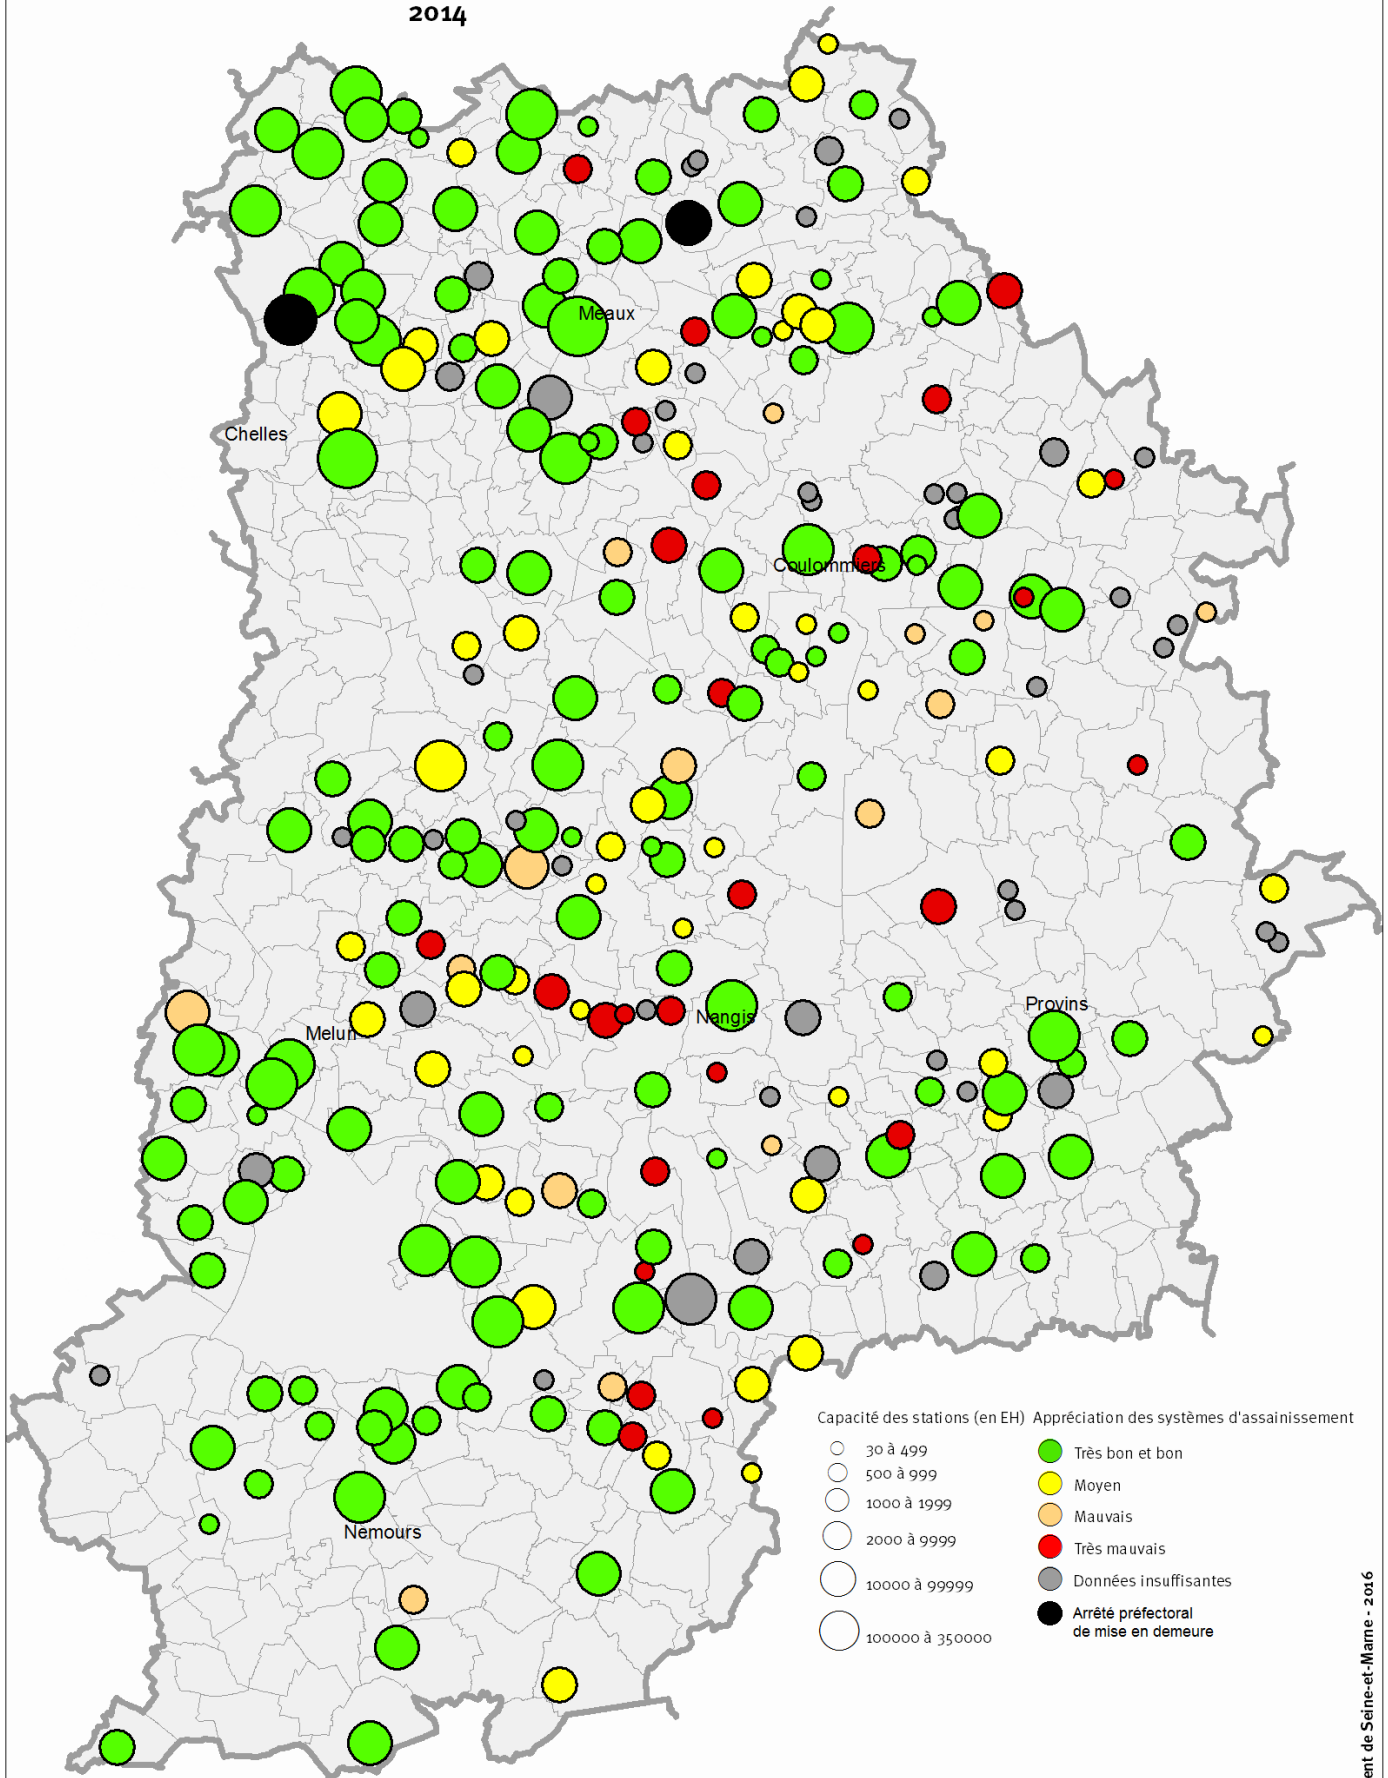 2014
Meaux
Chelles
Coulommiers
Provins
Nangis
Melun
Nemours
Capacité des stations (en EH)
30 à 499
500 à 999
1000 à 1999
2000 à 9999
10000 à 99999
100000 à 350000
Appréciation des systèmes d'assainissement
Très bon et bon
Moyen
Mauvais
Très mauvais
Données insuffisantes
Arrêté préfectoral
de mise en demeure
ent de Seine-et-Marne - 2016